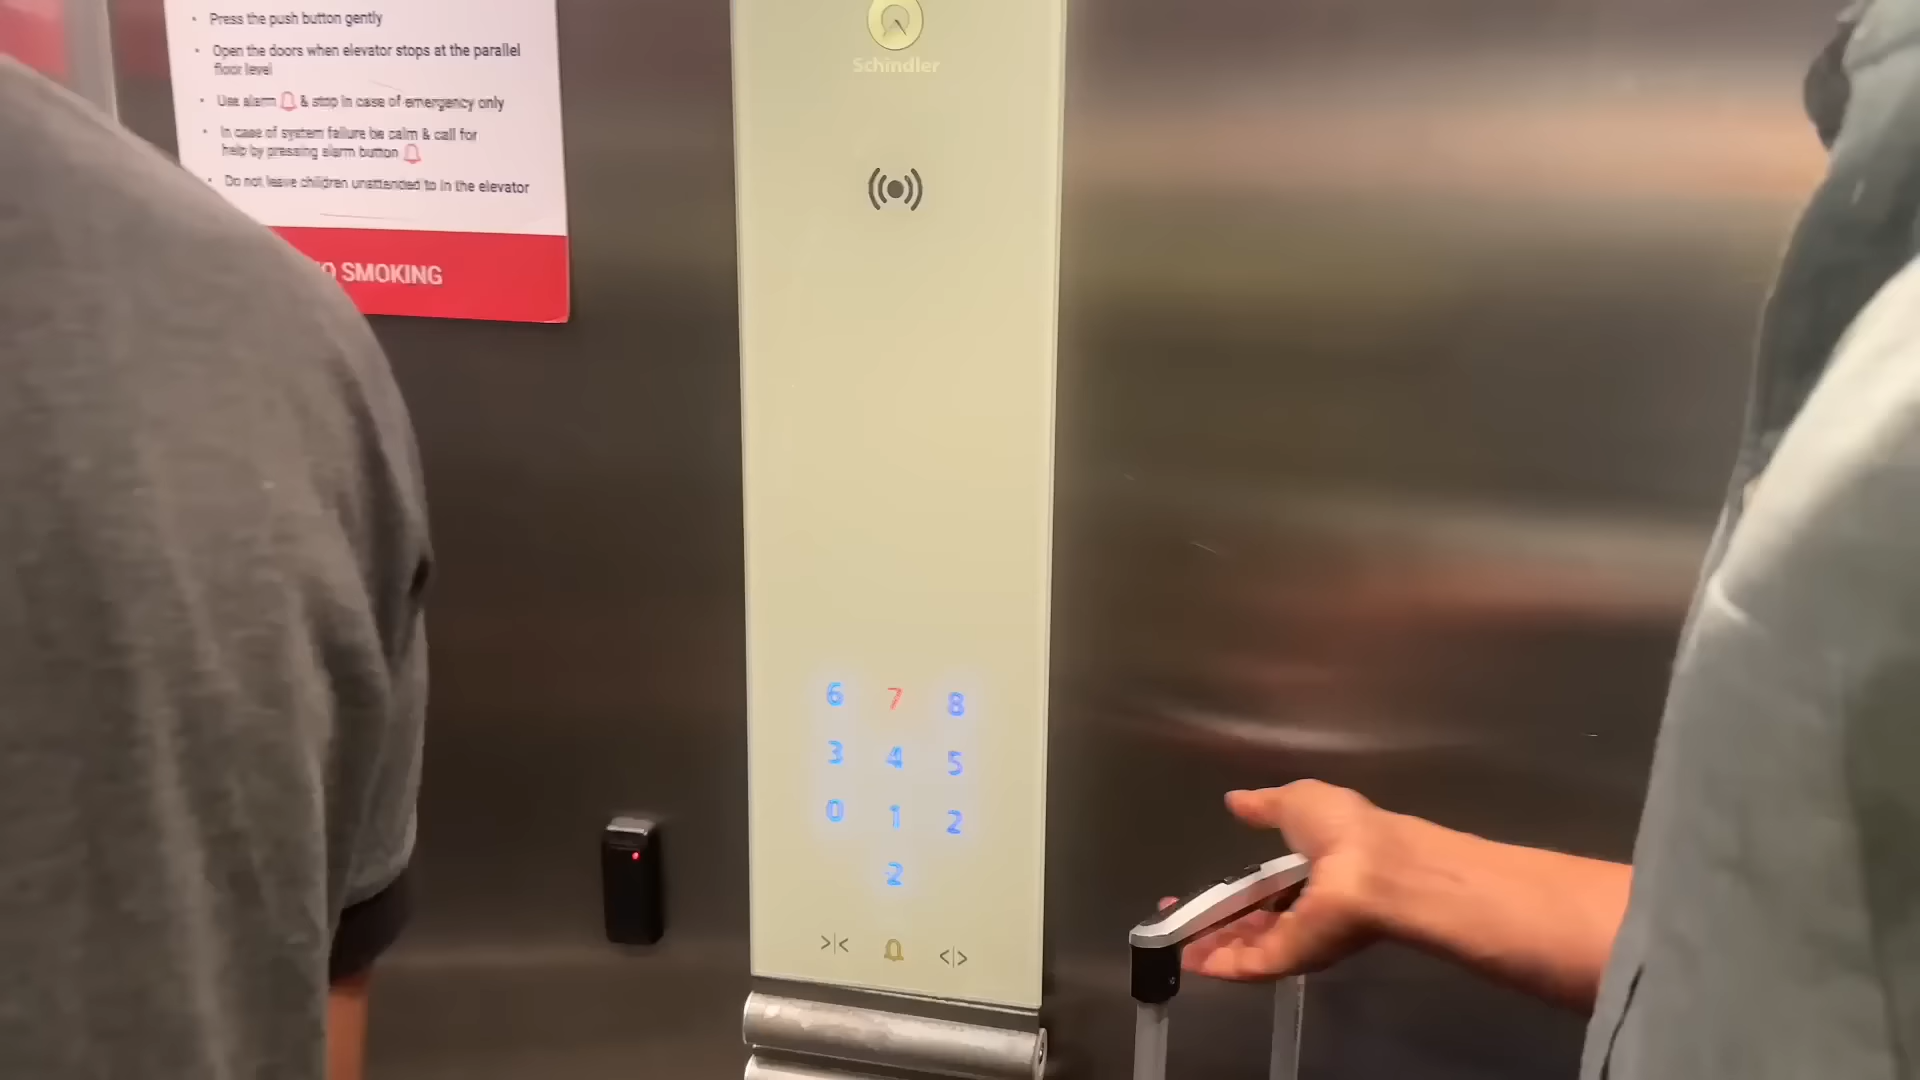 • Press the push button gently
• Open the doors when elevator stops at the parallel
floor level
• Use alarm & stop in case of emergency only
• In case of system failure be calm & call for
help by pressing alarm button
• Do not leave children unattended to in the elevator
SMOKING
Schindler
6 7 8
3 4 5
0 1 2
-2
>|< <|>